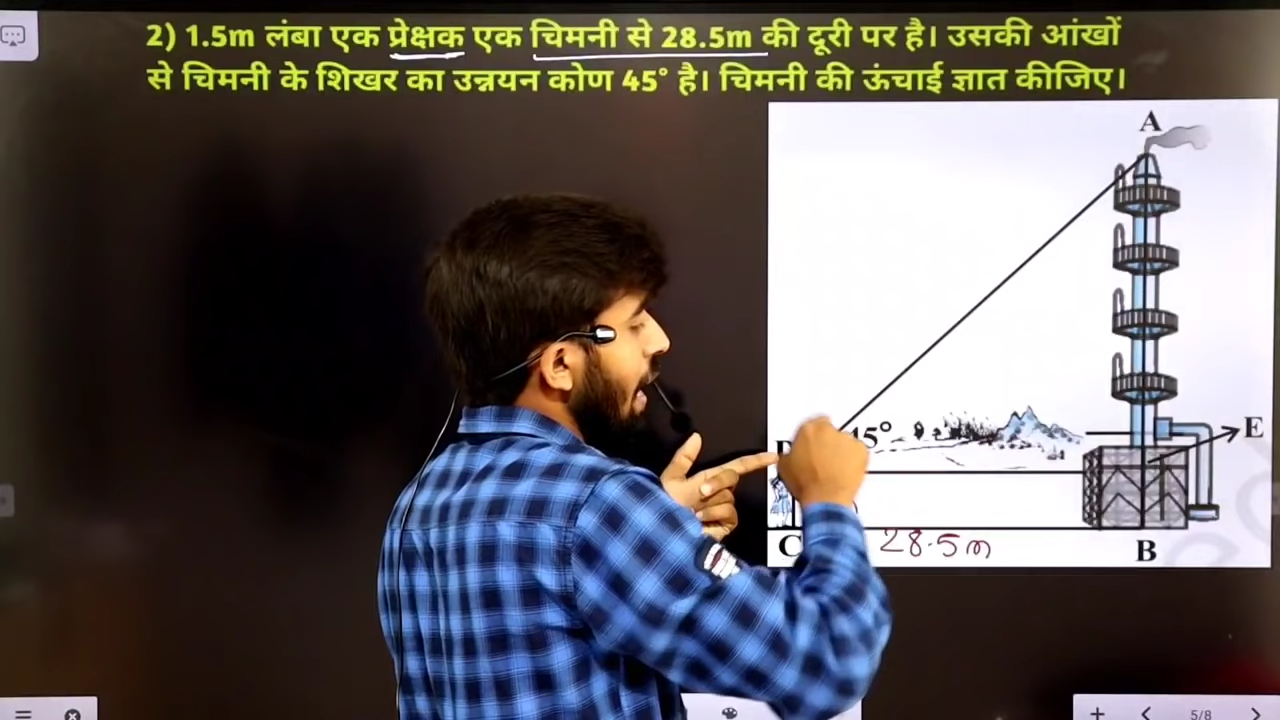 2) 1.5m लंबा एक प्रेक्षक एक चिमनी से 28.5m की दूरी पर है। उसकी आंखों
से चिमनी के शिखर का उन्नयन कोण 45° है। चिमनी की ऊंचाई ज्ञात कीजिए।
A
45°
E
C
28.5m
B
5/8